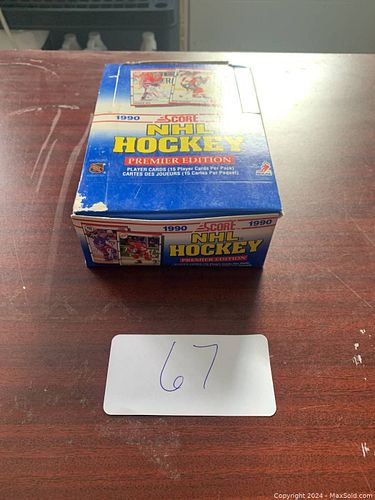 1990
SCORE
NHL
HOCKEY
PREMIER EDITION
PLAYER CARDS (15 Player Cards Per Pack)
CARTES DES JOUEURS (15 Cartes Per Paquet)
1990 SCORE 1990
NHL
HOCKEY
PREMIER EDITION
67
Copyright 2024 - MaxSold.com